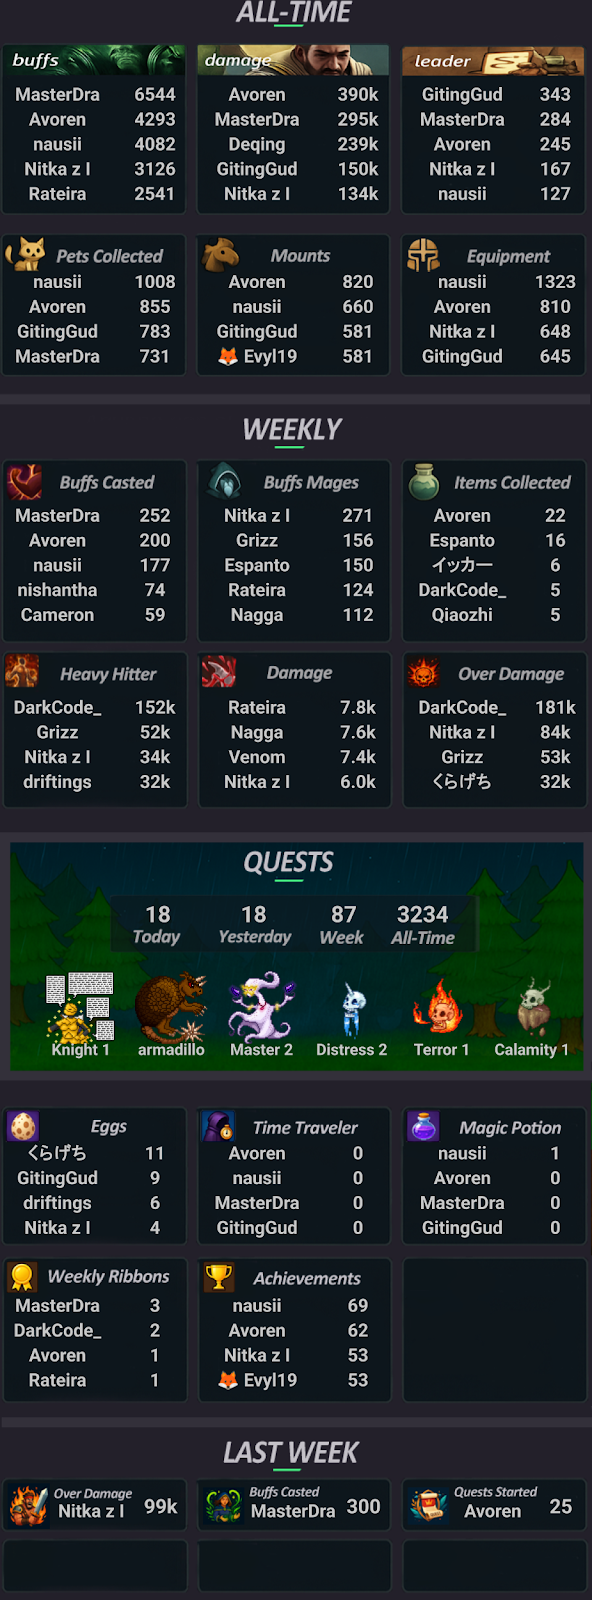 ALL-TIME
buffs
MasterDra 6544
Avoren 4293
nausii 4082
Nitka z l 3126
Rateira 2541
damage
Avoren 390k
MasterDra 295k
Deqing 239k
GitingGud 150k
Nitka z l 134k
leader
GitingGud 343
MasterDra 284
Avoren 245
Nitka z l 167
nausii 127
Pets Collected
nausii 1008
Avoren 855
GitingGud 783
MasterDra 731
Mounts
Avoren 820
nausii 660
GitingGud 581
🦊 Evyl19 581
Equipment
nausii 1323
Avoren 810
Nitka z l 648
GitingGud 645
WEEKLY
Buffs Casted
MasterDra 252
Avoren 200
nausii 177
nishantha 74
Cameron 59
Buffs Mages
Nitka z l 271
Grizz 156
Espanto 150
Rateira 124
Nagga 112
Items Collected
Avoren 22
Espanto 16
イッカー 6
DarkCode_ 5
Qiaozhi 5
Heavy Hitter
DarkCode_ 152k
Grizz 52k
Nitka z l 34k
driftings 32k
Damage
Rateira 7.8k
Nagga 7.6k
Venom 7.4k
Nitka z l 6.0k
Over Damage
DarkCode_ 181k
Nitka z l 84k
Grizz 53k
くらげち 32k
QUESTS
18 18 87 3234
Today Yesterday Week All-Time
Knight 1 armadillo Master 2 Distress 2 Terror 1 Calamity 1
Eggs
くらげち 11
GitingGud 9
driftings 6
Nitka z l 4
Time Traveler
Avoren 0
nausii 0
MasterDra 0
GitingGud 0
Magic Potion
nausii 1
Avoren 0
MasterDra 0
GitingGud 0
Weekly Ribbons
MasterDra 3
DarkCode_ 2
Avoren 1
Rateira 1
Achievements
nausii 69
Avoren 62
Nitka z l 53
🦊 Evyl19 53
LAST WEEK
Over Damage
Nitka z l 99k
Buffs Casted
MasterDra 300
Quests Started
Avoren 25